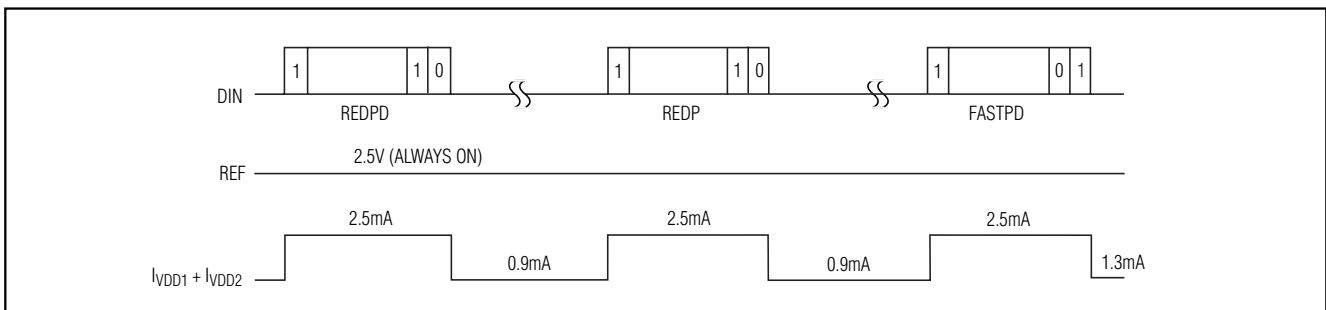 1 1 0 1 1 0 1 0 1
DIN
REDPD REDP FASTPD
2.5V (ALWAYS ON)
REF
2.5mA 2.5mA 2.5mA
0.9mA 0.9mA 1.3mA
IVDD1 + IVDD2